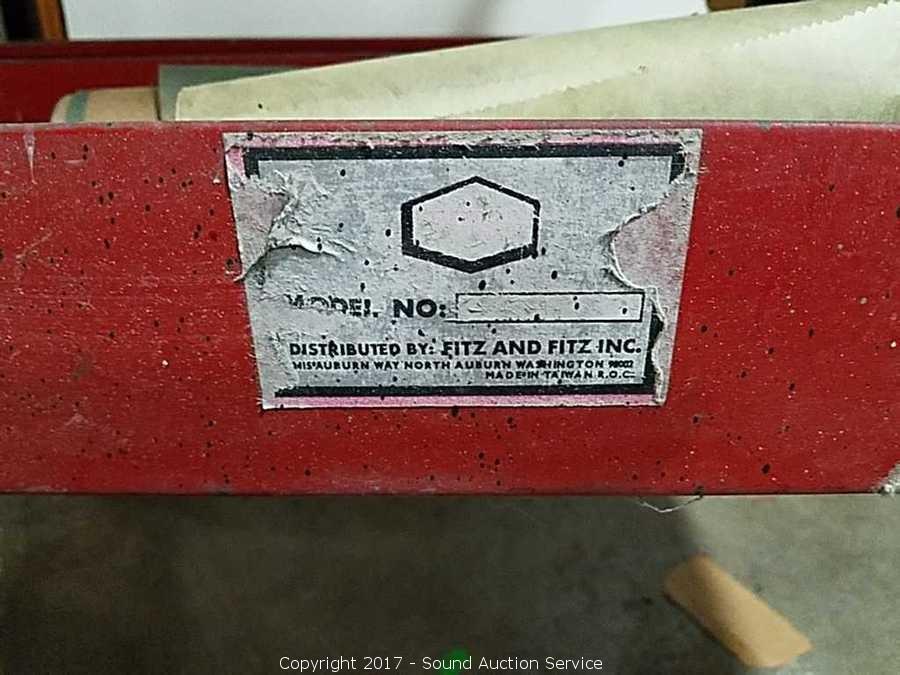 MODEL NO:
DISTRIBUTED BY: FITZ AND FITZ INC.
AUBURN WAY NORTH AUBURN WASHINGTON 98002
MADE IN TAIWAN R.O.C.
Copyright 2017 - Sound Auction Service